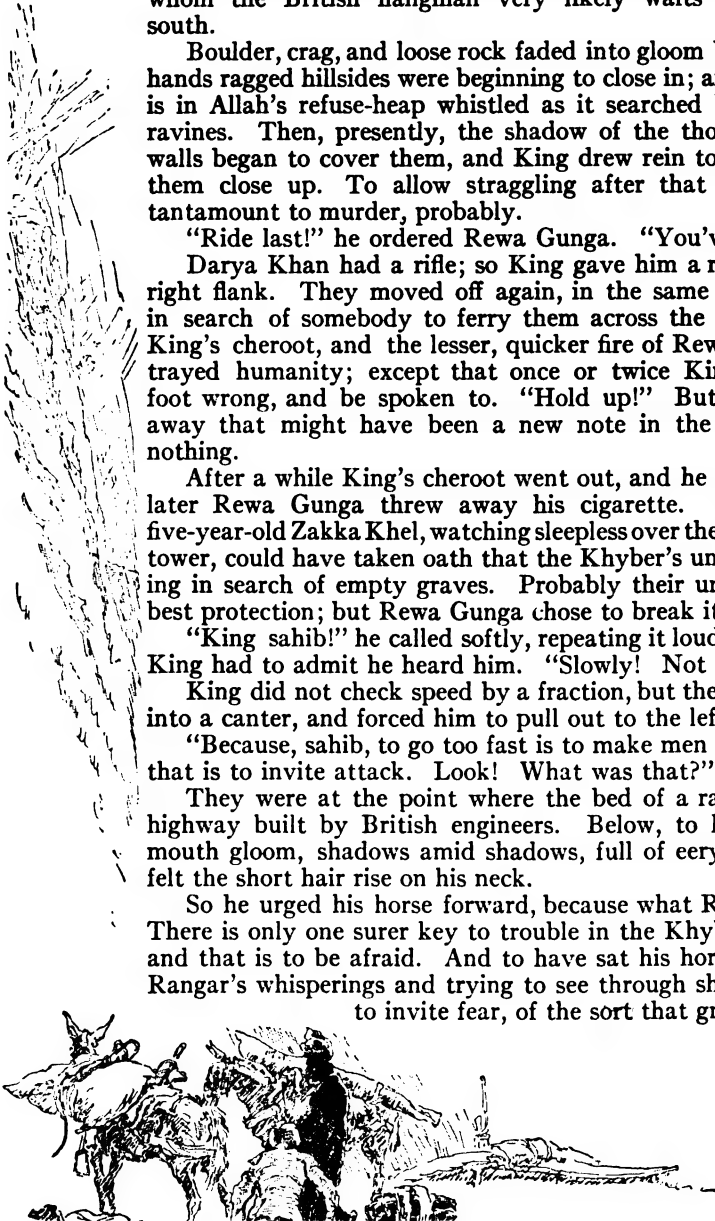 whom the British hangman very likely waits
south.
Boulder, crag, and loose rock faded into gloom
hands ragged hillsides were beginning to close in; a
is in Allah's refuse-heap whistled as it searched
ravines. Then, presently, the shadow of the tho
walls began to cover them, and King drew rein to
them close up. To allow straggling after that
tantamount to murder, probably.
"Ride last!" he ordered Rewa Gunga. "You'v
Darya Khan had a rifle; so King gave him a r
right flank. They moved off again, in the same
in search of somebody to ferry them across the
King's cheroot, and the lesser, quicker fire of Rew
trayed humanity; except that once or twice Ki
foot wrong, and be spoken to. "Hold up!" But
away that might have been a new note in the
nothing.
After a while King's cheroot went out, and he
later Rewa Gunga threw away his cigarette.
five-year-old Zakka Khel, watching sleepless over the
tower, could have taken oath that the Khyber's un
ing in search of empty graves. Probably their un
best protection; but Rewa Gunga chose to break it
"King sahib!" he called softly, repeating it loud
King had to admit he heard him. "Slowly! Not
King did not check speed by a fraction, but the
into a canter, and forced him to pull out to the lef
"Because, sahib, to go too fast is to make men
that is to invite attack. Look! What was that?"
They were at the point where the bed of a ra
highway built by British engineers. Below, to l
mouth gloom, shadows amid shadows, full of eery
felt the short hair rise on his neck.
So he urged his horse forward, because what R
There is only one surer key to trouble in the Khy
and that is to be afraid. And to have sat his hor
Rangar's whisperings and trying to see through sh
to invite fear, of the sort that gr